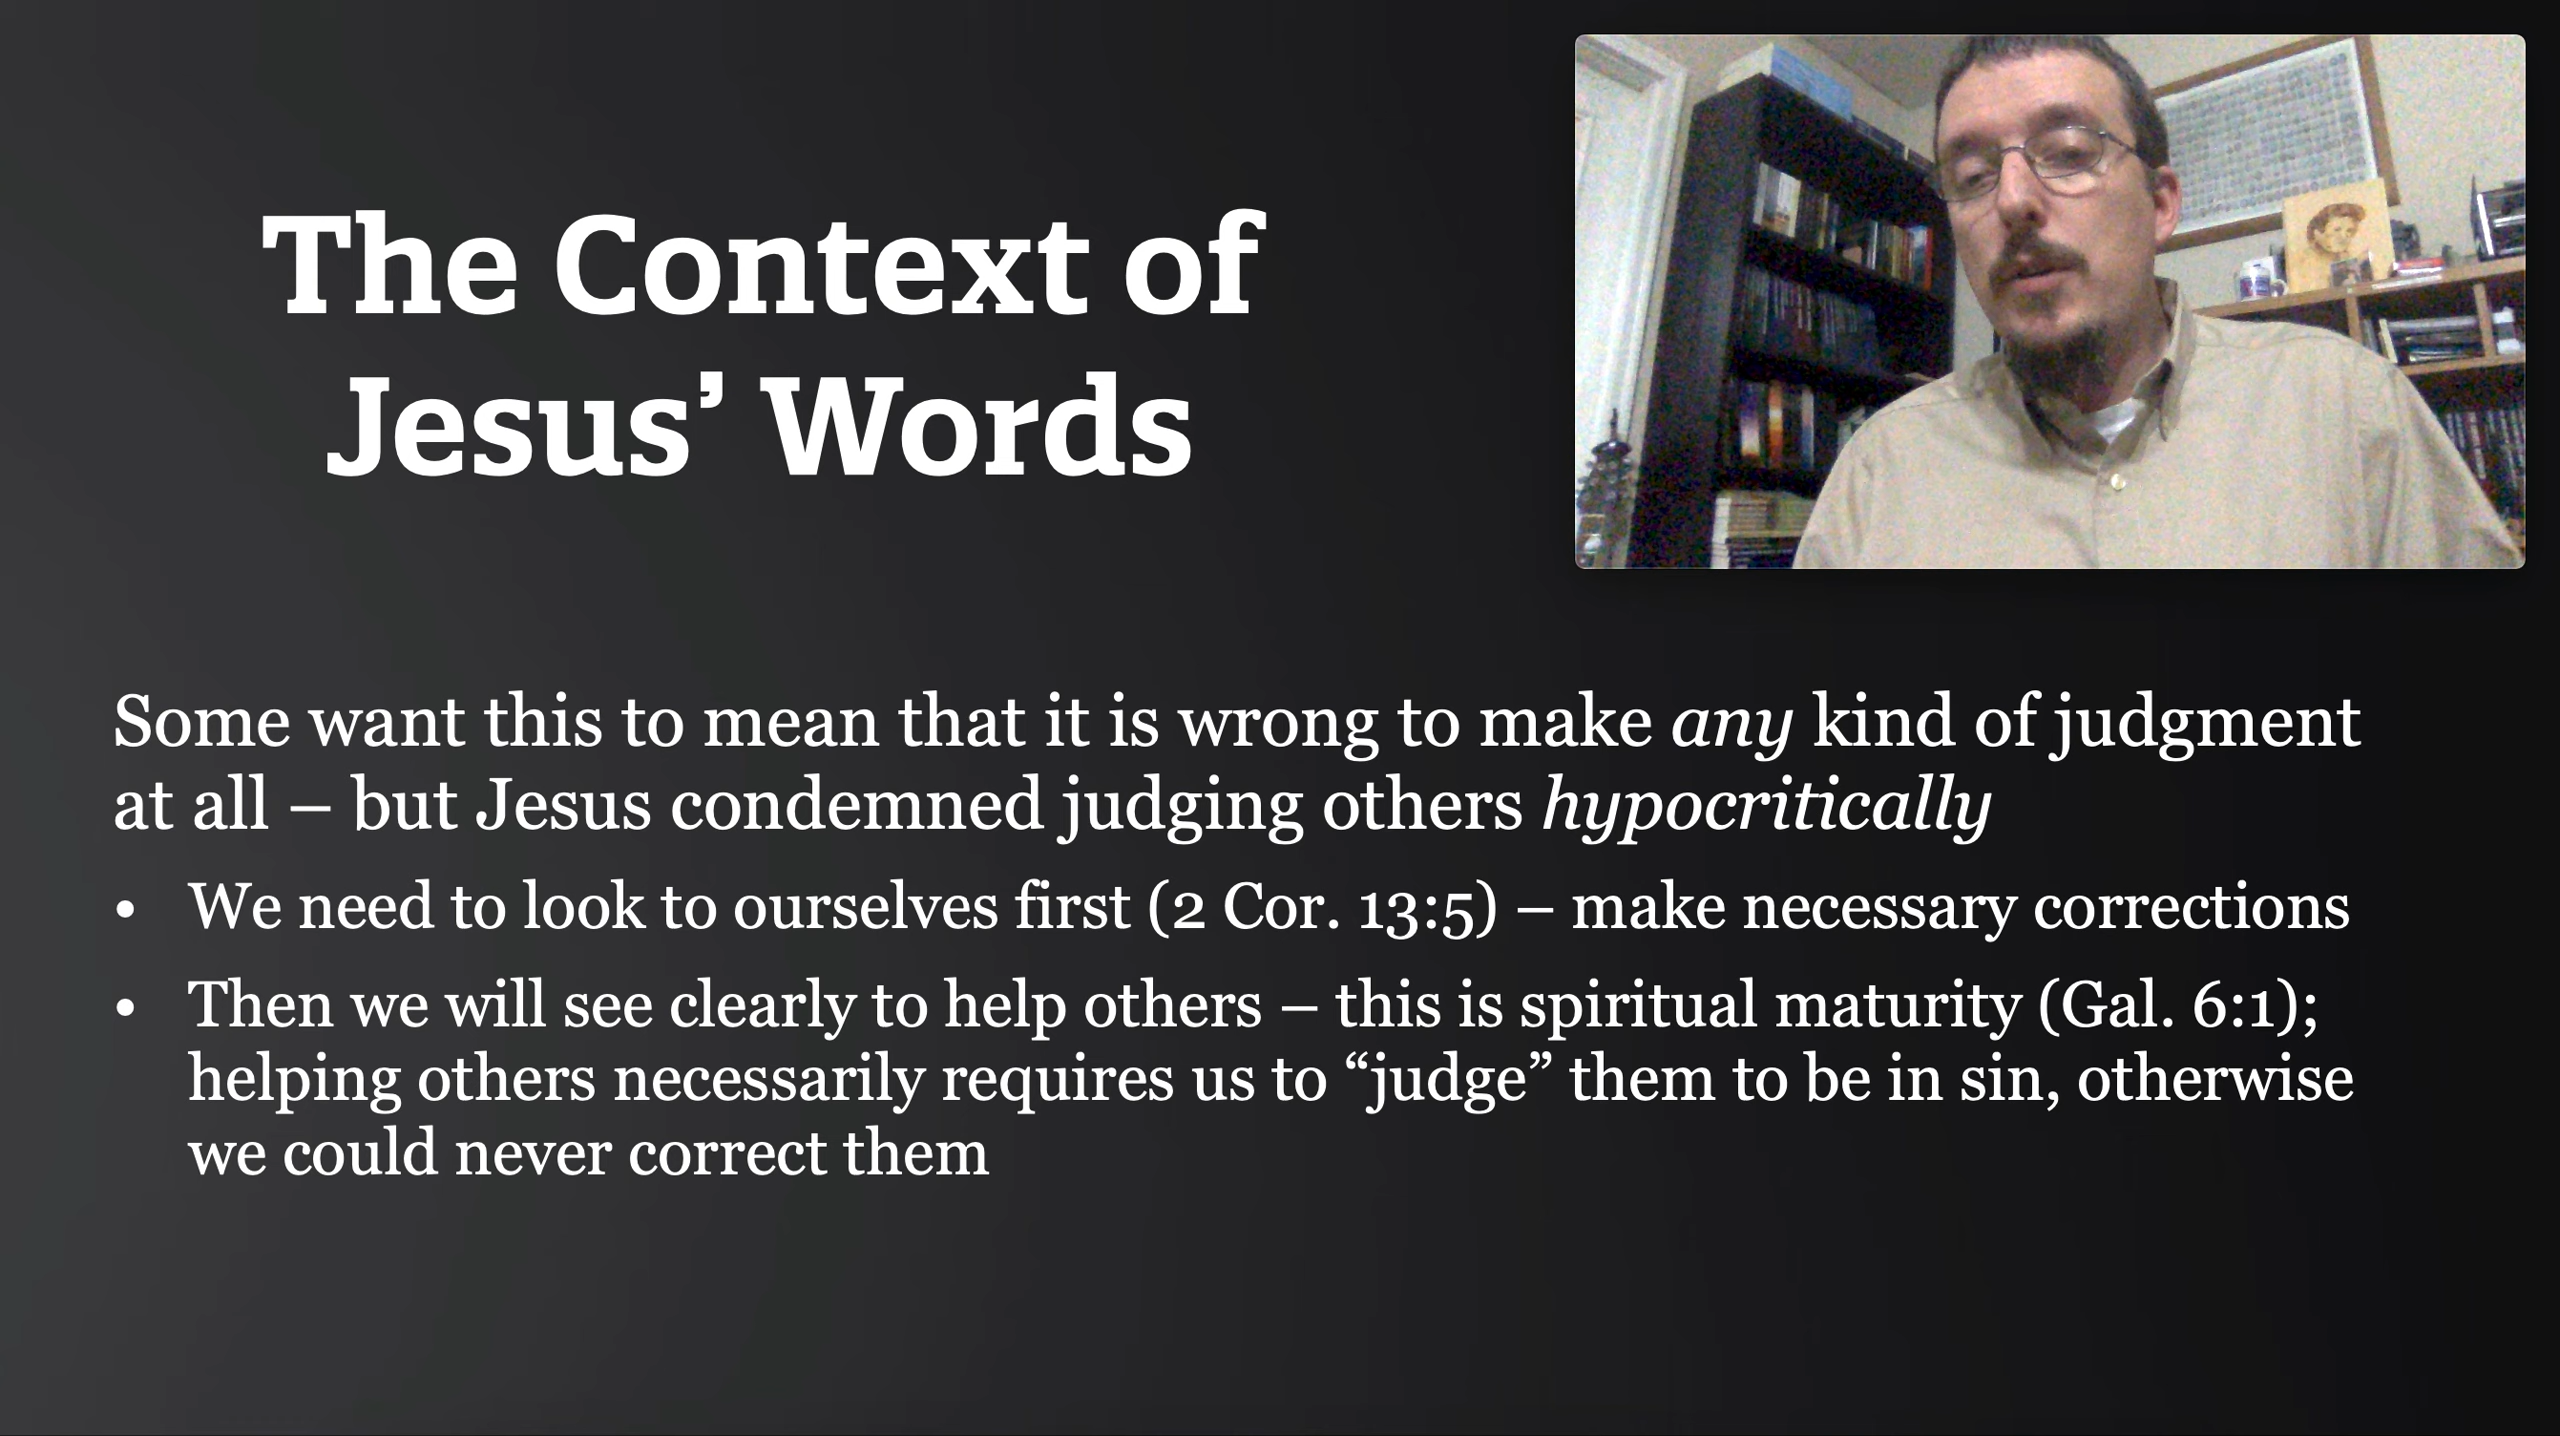 The Context of
Jesus’ Words
Some want this to mean that it is wrong to make any kind of judgment
at all – but Jesus condemned judging others hypocritically
• We need to look to ourselves first (2 Cor. 13:5) – make necessary corrections
• Then we will see clearly to help others – this is spiritual maturity (Gal. 6:1);
helping others necessarily requires us to “judge” them to be in sin, otherwise
we could never correct them